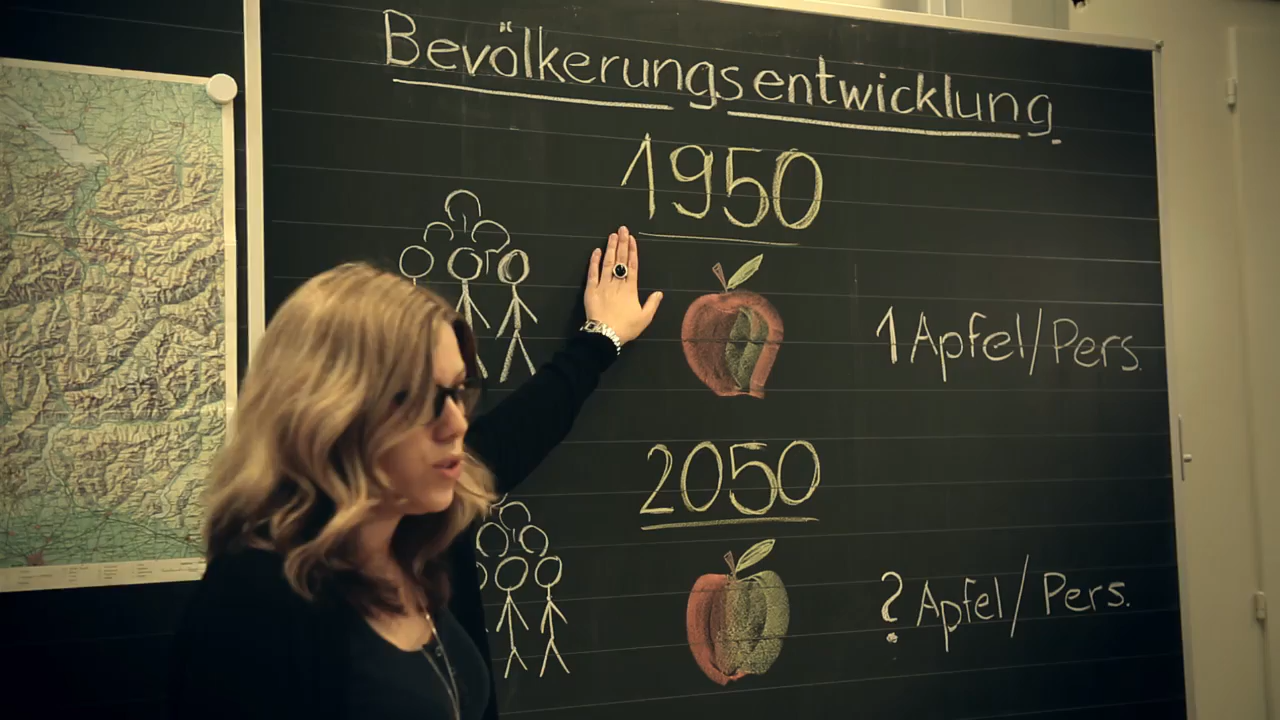 Bevölkerungsentwicklung
1950
1 Apfel/Pers.
2050
? Apfel/Pers.